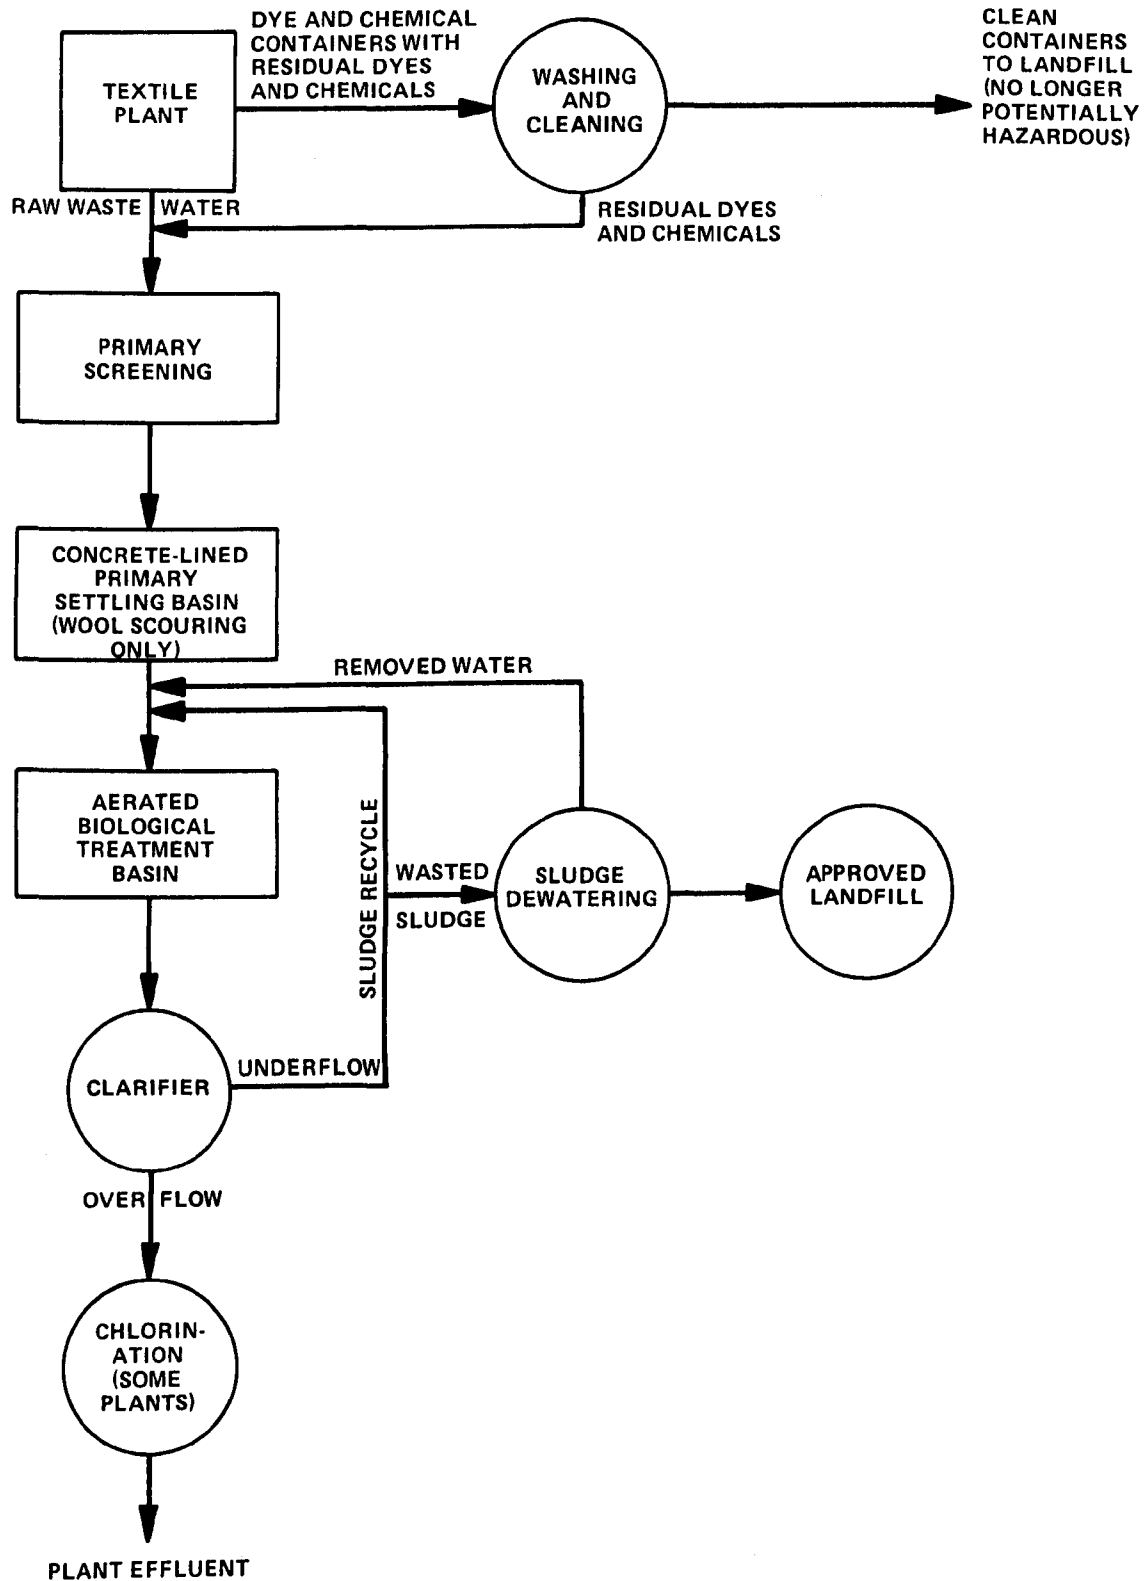 DYE AND CHEMICAL
CONTAINERS WITH
RESIDUAL DYES
AND CHEMICALS
CLEAN
CONTAINERS
TO LANDFILL
(NO LONGER
POTENTIALLY
HAZARDOUS)
TEXTILE
PLANT
WASHING
AND
CLEANING
RAW WASTE WATER
RESIDUAL DYES
AND CHEMICALS
PRIMARY
SCREENING
CONCRETE-LINED
PRIMARY
SETTLING BASIN
(WOOL SCOURING
ONLY)
REMOVED WATER
AERATED
BIOLOGICAL
TREATMENT
BASIN
SLUDGE RECYCLE
WASTED
SLUDGE
SLUDGE
DEWATERING
APPROVED
LANDFILL
CLARIFIER
UNDERFLOW
OVER FLOW
CHLORIN-
ATION
(SOME
PLANTS)
PLANT EFFLUENT